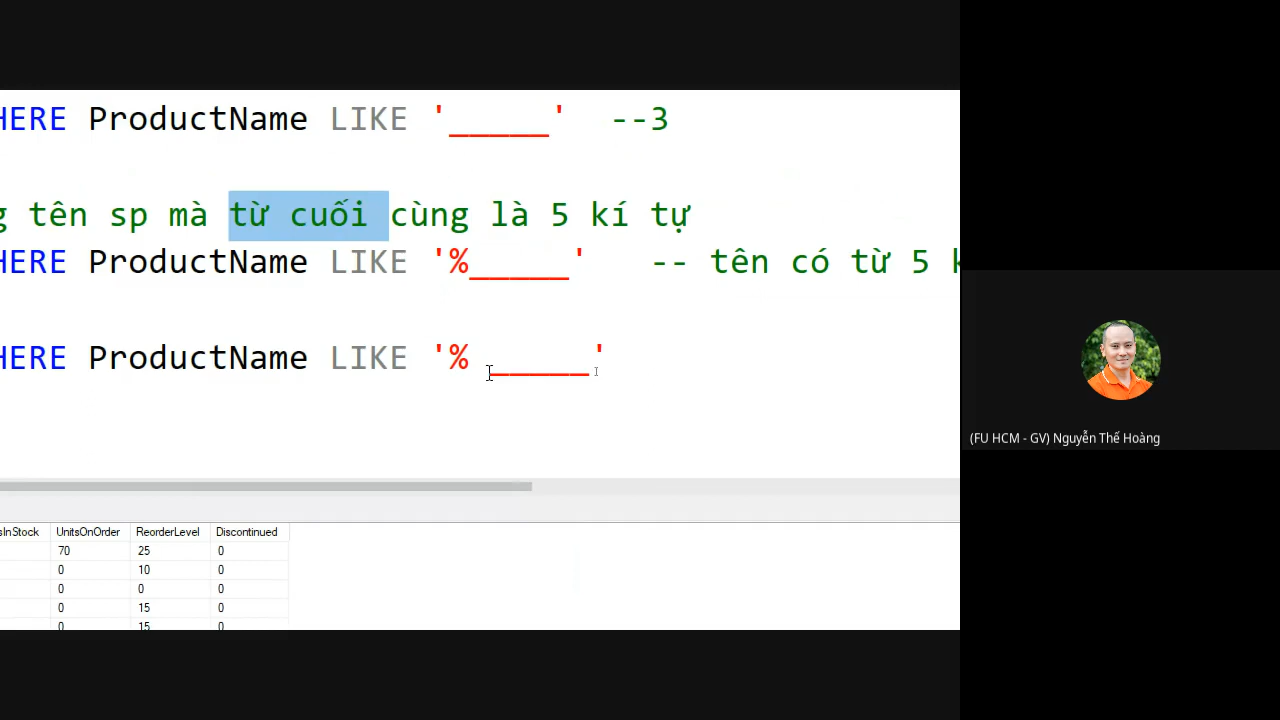 HERE ProductName LIKE '_____' --3
g tên sp mà từ cuối cùng là 5 kí tự
HERE ProductName LIKE '%_____' -- tên có từ 5 k
HERE ProductName LIKE '% _____'
(FU HCM - GV) Nguyễn Thế Hoàng
sInStock UnitsOnOrder ReorderLevel Discontinued
70 25 0
0 10 0
0 0 0
0 15 0
0 15 0